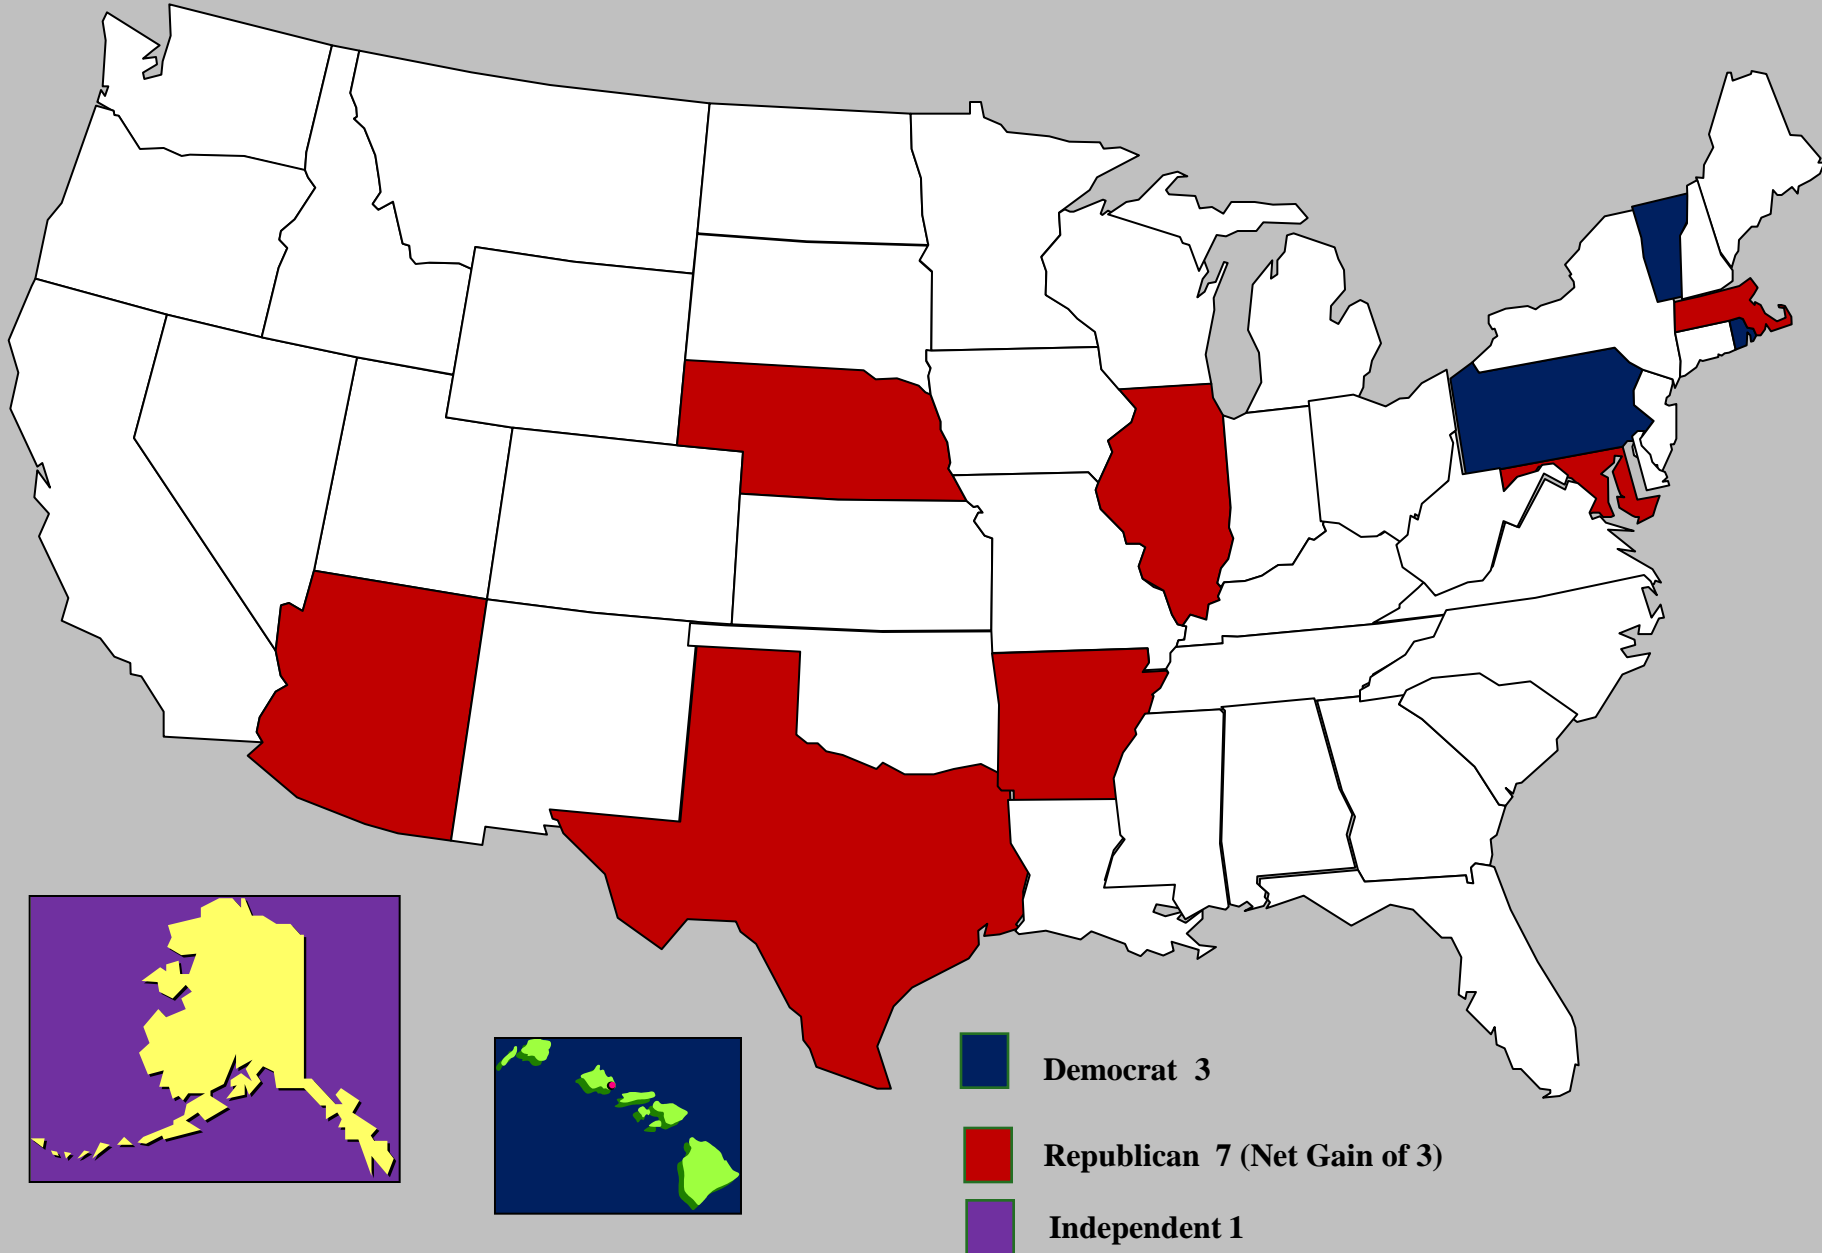 Democrat 3
Republican 7 (Net Gain of 3)
Independent 1